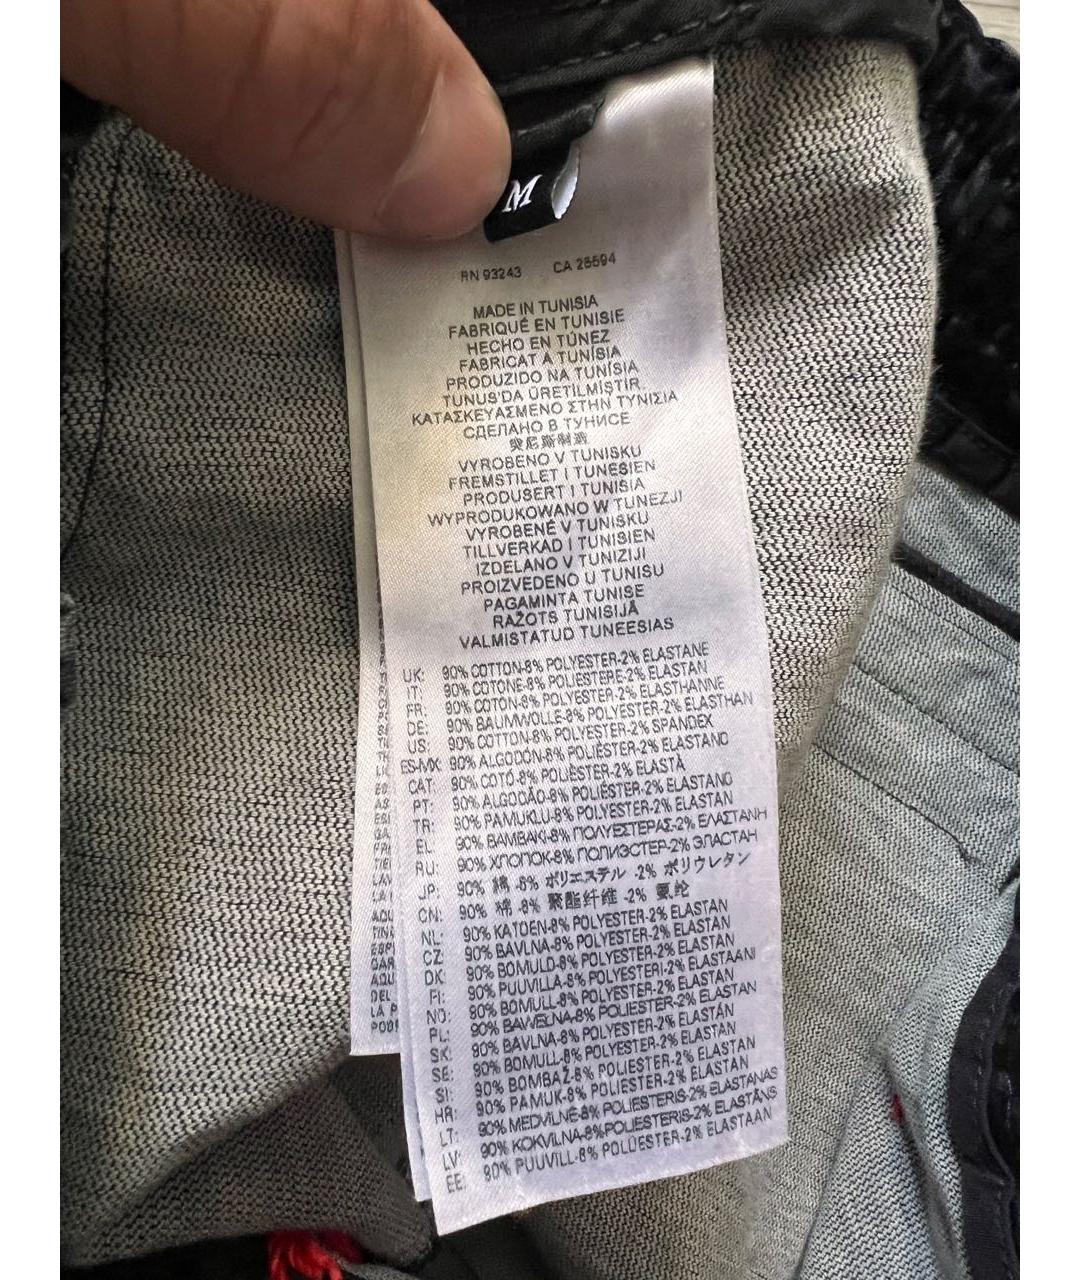 M
RN 93243 CA 28594
MADE IN TUNISIA
FABRIQUÉ EN TUNISIE
HECHO EN TÚNEZ
FABRICAT A TUNÍSIA
PRODUZIDO NA TUNÍSIA
TUNUS'DA ÜRETİLMİŞTİR
ΚΑΤΑΣΚΕΥΑΣΜΕΝΟ ΣΤΗΝ ΤΥΝΙΣΙΑ
СДЕЛАНО В ТУНИСЕ
突尼斯制造
VYROBENO V TUNISKU
FREMSTILLET I TUNESIEN
PRODUSERT I TUNISIA
WYPRODUKOWANO W TUNEZJI
VYROBENÉ V TUNISKU
TILLVERKAD I TUNISIEN
IZDELANO V TUNIZIJI
PROIZVEDENO U TUNISU
PAGAMINTA TUNISE
RAŽOTS TUNISIJĀ
VALMISTATUD TUNEESIAS
UK: 90% COTTON-8% POLYESTER-2% ELASTANE
IT: 90% COTONE-8% POLIESTERE-2% ELASTAN
FR: 90% COTON-8% POLYESTER-2% ELASTHANNE
DE: 90% BAUMWOLLE-8% POLYESTER-2% ELASTHAN
US: 90% COTTON-8% POLYESTER-2% SPANDEX
ES-MX: 90% ALGODÓN-8% POLIÉSTER-2% ELASTANO
CAT: 90% COTÓ-8% POLIÈSTER-2% ELASTÀ
PT: 90% ALGODÃO-8% POLIÉSTER-2% ELASTANO
TR: 90% PAMUKLU-8% POLYESTER-2% ELASTAN
EL: 90% ΒΑΜΒΑΚΙ-8% ΠΟΛΥΕΣΤΕΡΑΣ-2% ΕΛΑΣΤΑΝΗ
RU: 90% ХЛОПОК-8% ПОЛИЭСТЕР-2% ЭЛАСТАН
JP: 90% 棉 -8% ポリエステル -2% ポリウレタン
CN: 90% 棉 -8% 聚酯纤维 -2% 氨纶
NL: 90% KATOEN-8% POLYESTER-2% ELASTAN
CZ: 90% BAVLNA-8% POLYESTER-2% ELASTAN
DK: 90% BOMULD-8% POLYESTER-2% ELASTAN
FI: 90% PUUVILLA-8% POLYESTERI-2% ELASTAANI
NO: 90% BOMULL-8% POLYESTER-2% ELASTAN
PL: 90% BAWEŁNA-8% POLIESTER-2% ELASTAN
SK: 90% BAVLNA-8% POLYESTER-2% ELASTÁN
SE: 90% BOMULL-8% POLYESTER-2% ELASTAN
SI: 90% BOMBAŽ-8% POLIESTER-2% ELASTAN
HR: 90% PAMUK-8% POLIESTER-2% ELASTAN
LT: 90% MEDVILNĖ-8% POLIESTERIS-2% ELASTANAS
LV: 90% KOKVILNA-8%POLIESTERIS-2% ELASTĀNS
EE: 90% PUUVILL-8% POLÜESTER-2% ELASTAAN